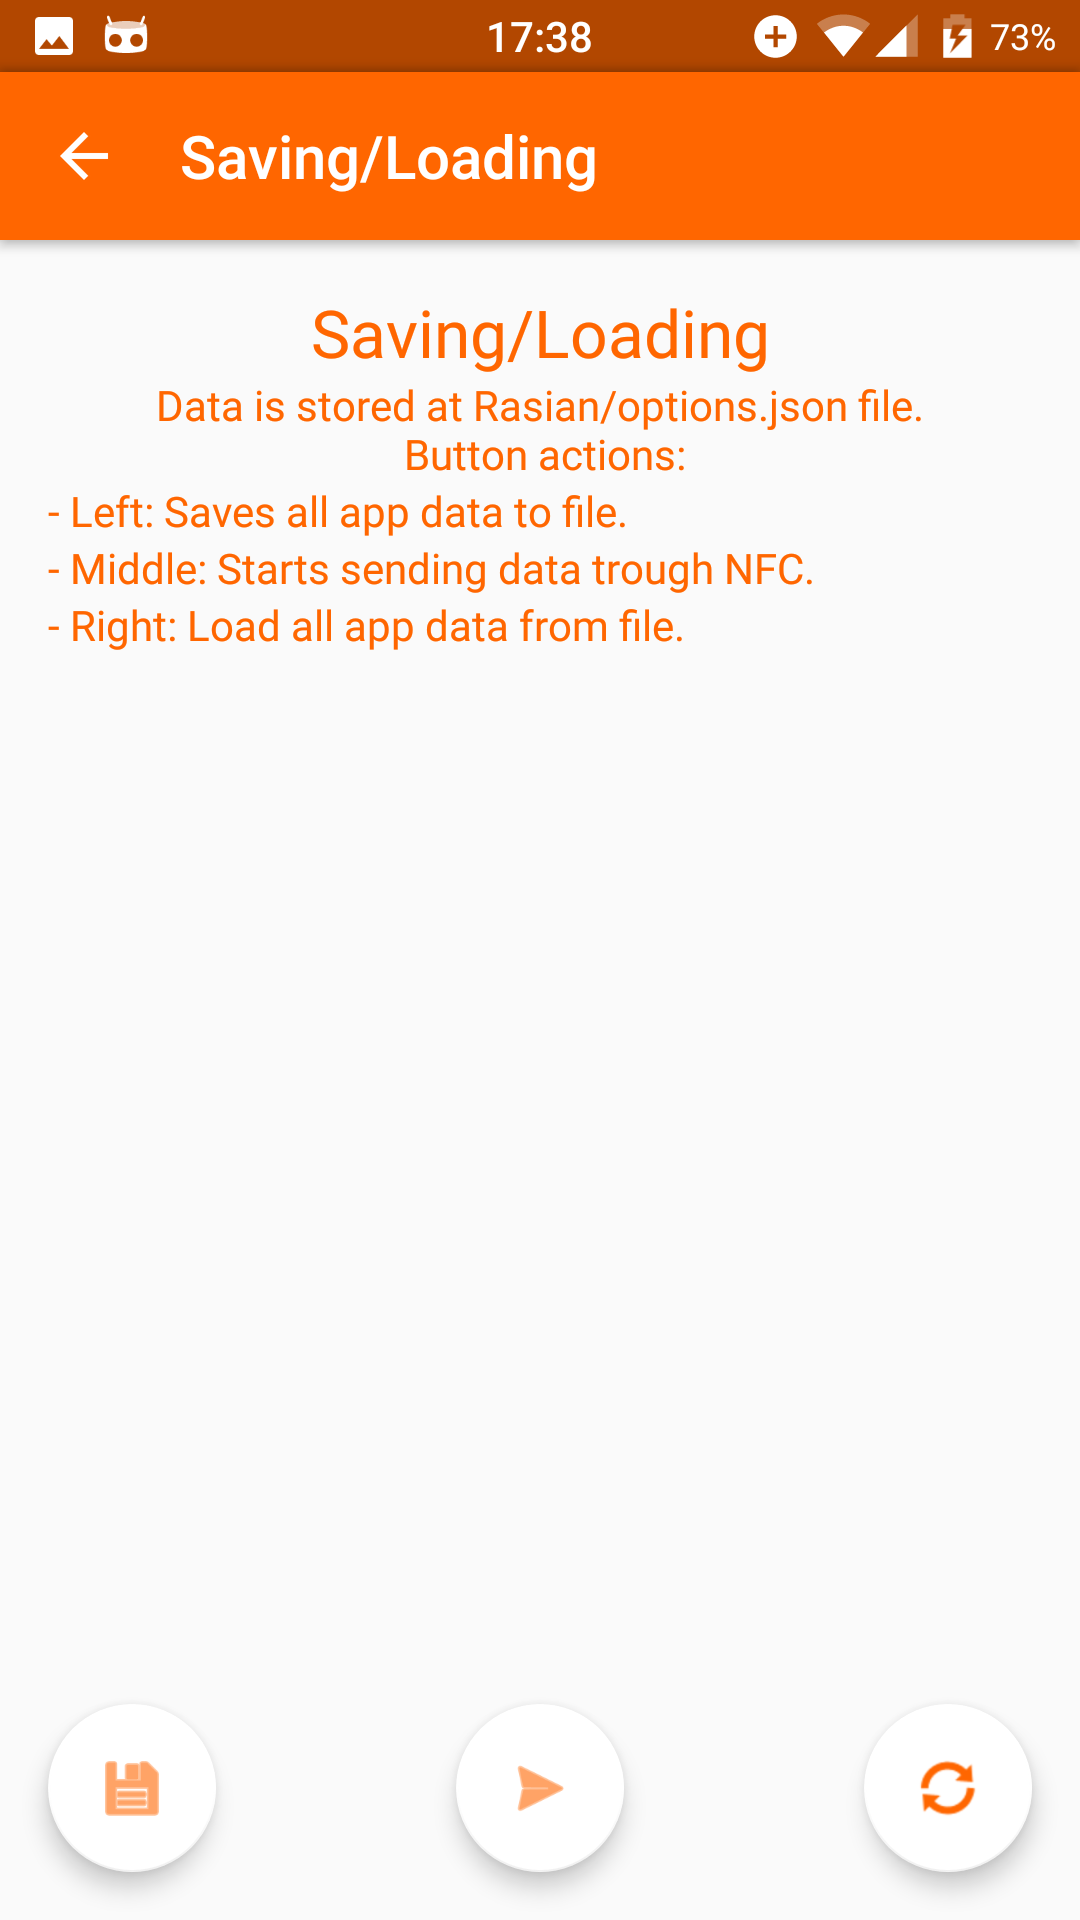 17:38
73%
Saving/Loading
Saving/Loading
Data is stored at Rasian/options.json file.
Button actions:
- Left: Saves all app data to file.
- Middle: Starts sending data trough NFC.
- Right: Load all app data from file.